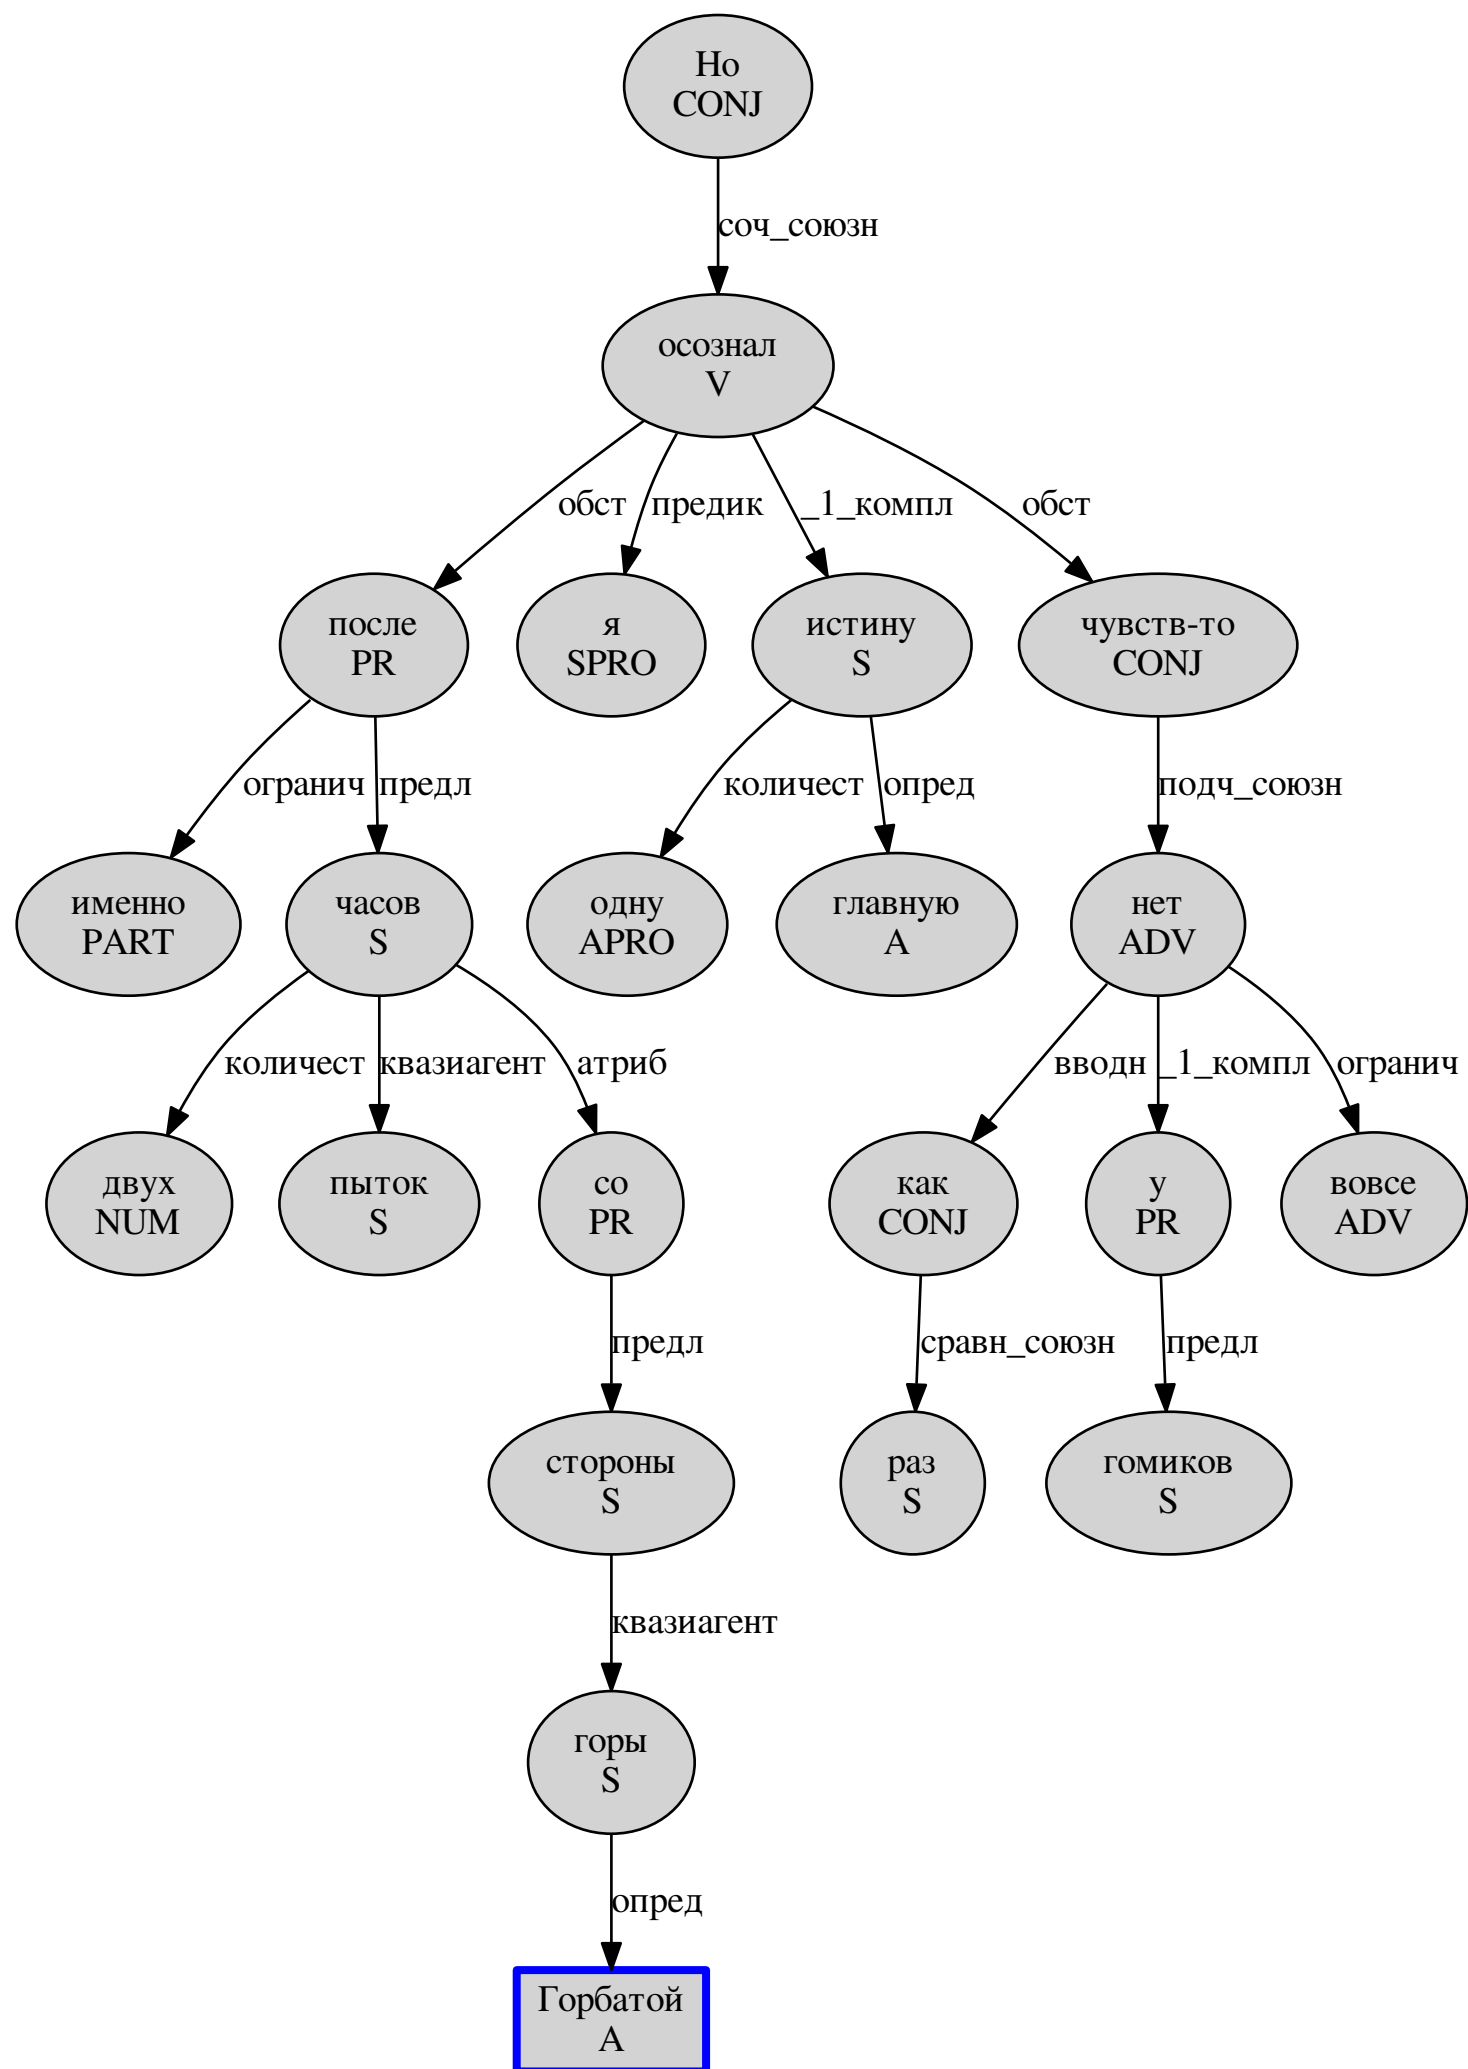 Но
CONJ
соч_союзн
осознал
V
обст
предик
_1_компл
обст
после
PR
я
SPRO
истину
S
чувств-то
CONJ
огранич
предл
количест
опред
подч_союзн
именно
PART
часов
S
одну
APRO
главную
A
нет
ADV
количест
квазиагент
атриб
вводн
_1_компл
огранич
двух
NUM
пыток
S
со
PR
как
CONJ
у
PR
вовсе
ADV
предл
сравн_союзн
предл
стороны
S
раз
S
гомиков
S
квазиагент
горы
S
опред
Горбатой
A